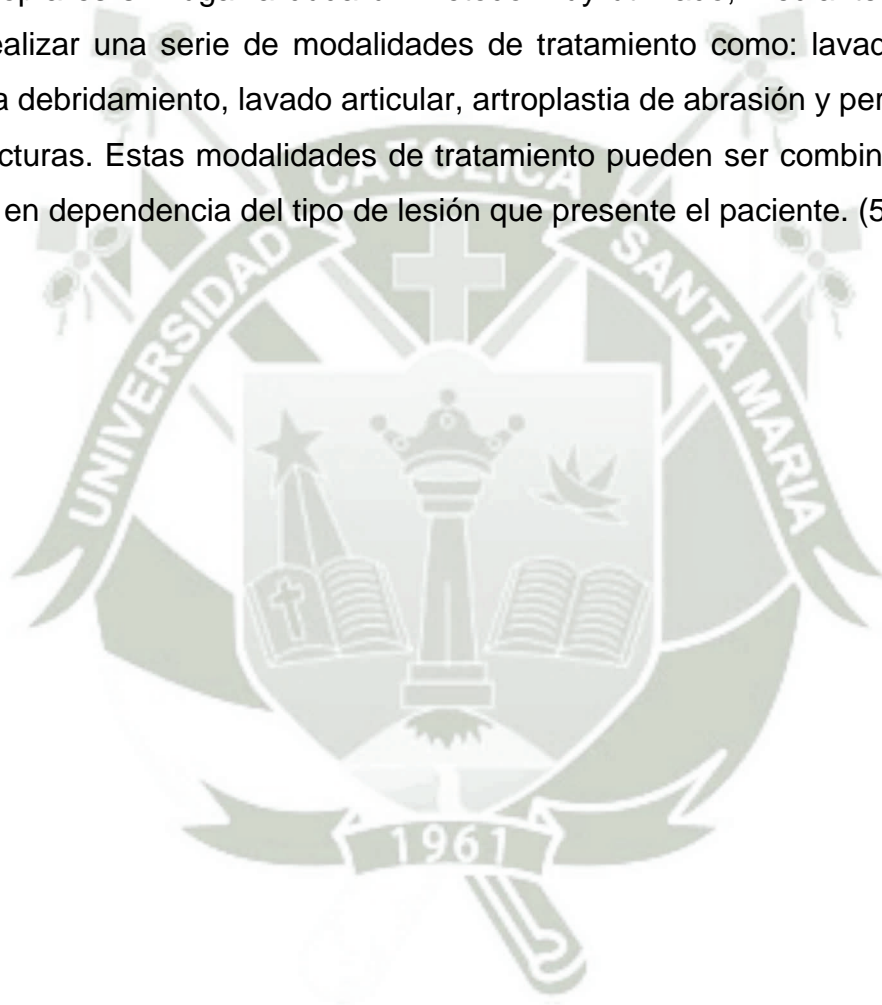 ealizar una serie de modalidades de tratamiento como: lavad
a debridamiento, lavado articular, artroplastia de abrasión y per
cturas. Estas modalidades de tratamiento pueden ser combin
en dependencia del tipo de lesión que presente el paciente. (5
UNIVERSIDAD CATOLICA SANTA MARIA
1961